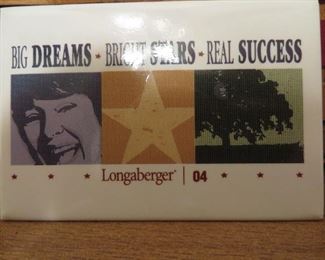 BIG DREAMS ★ BRIGHT STARS ★ REAL SUCCESS
Longaberger® | 04